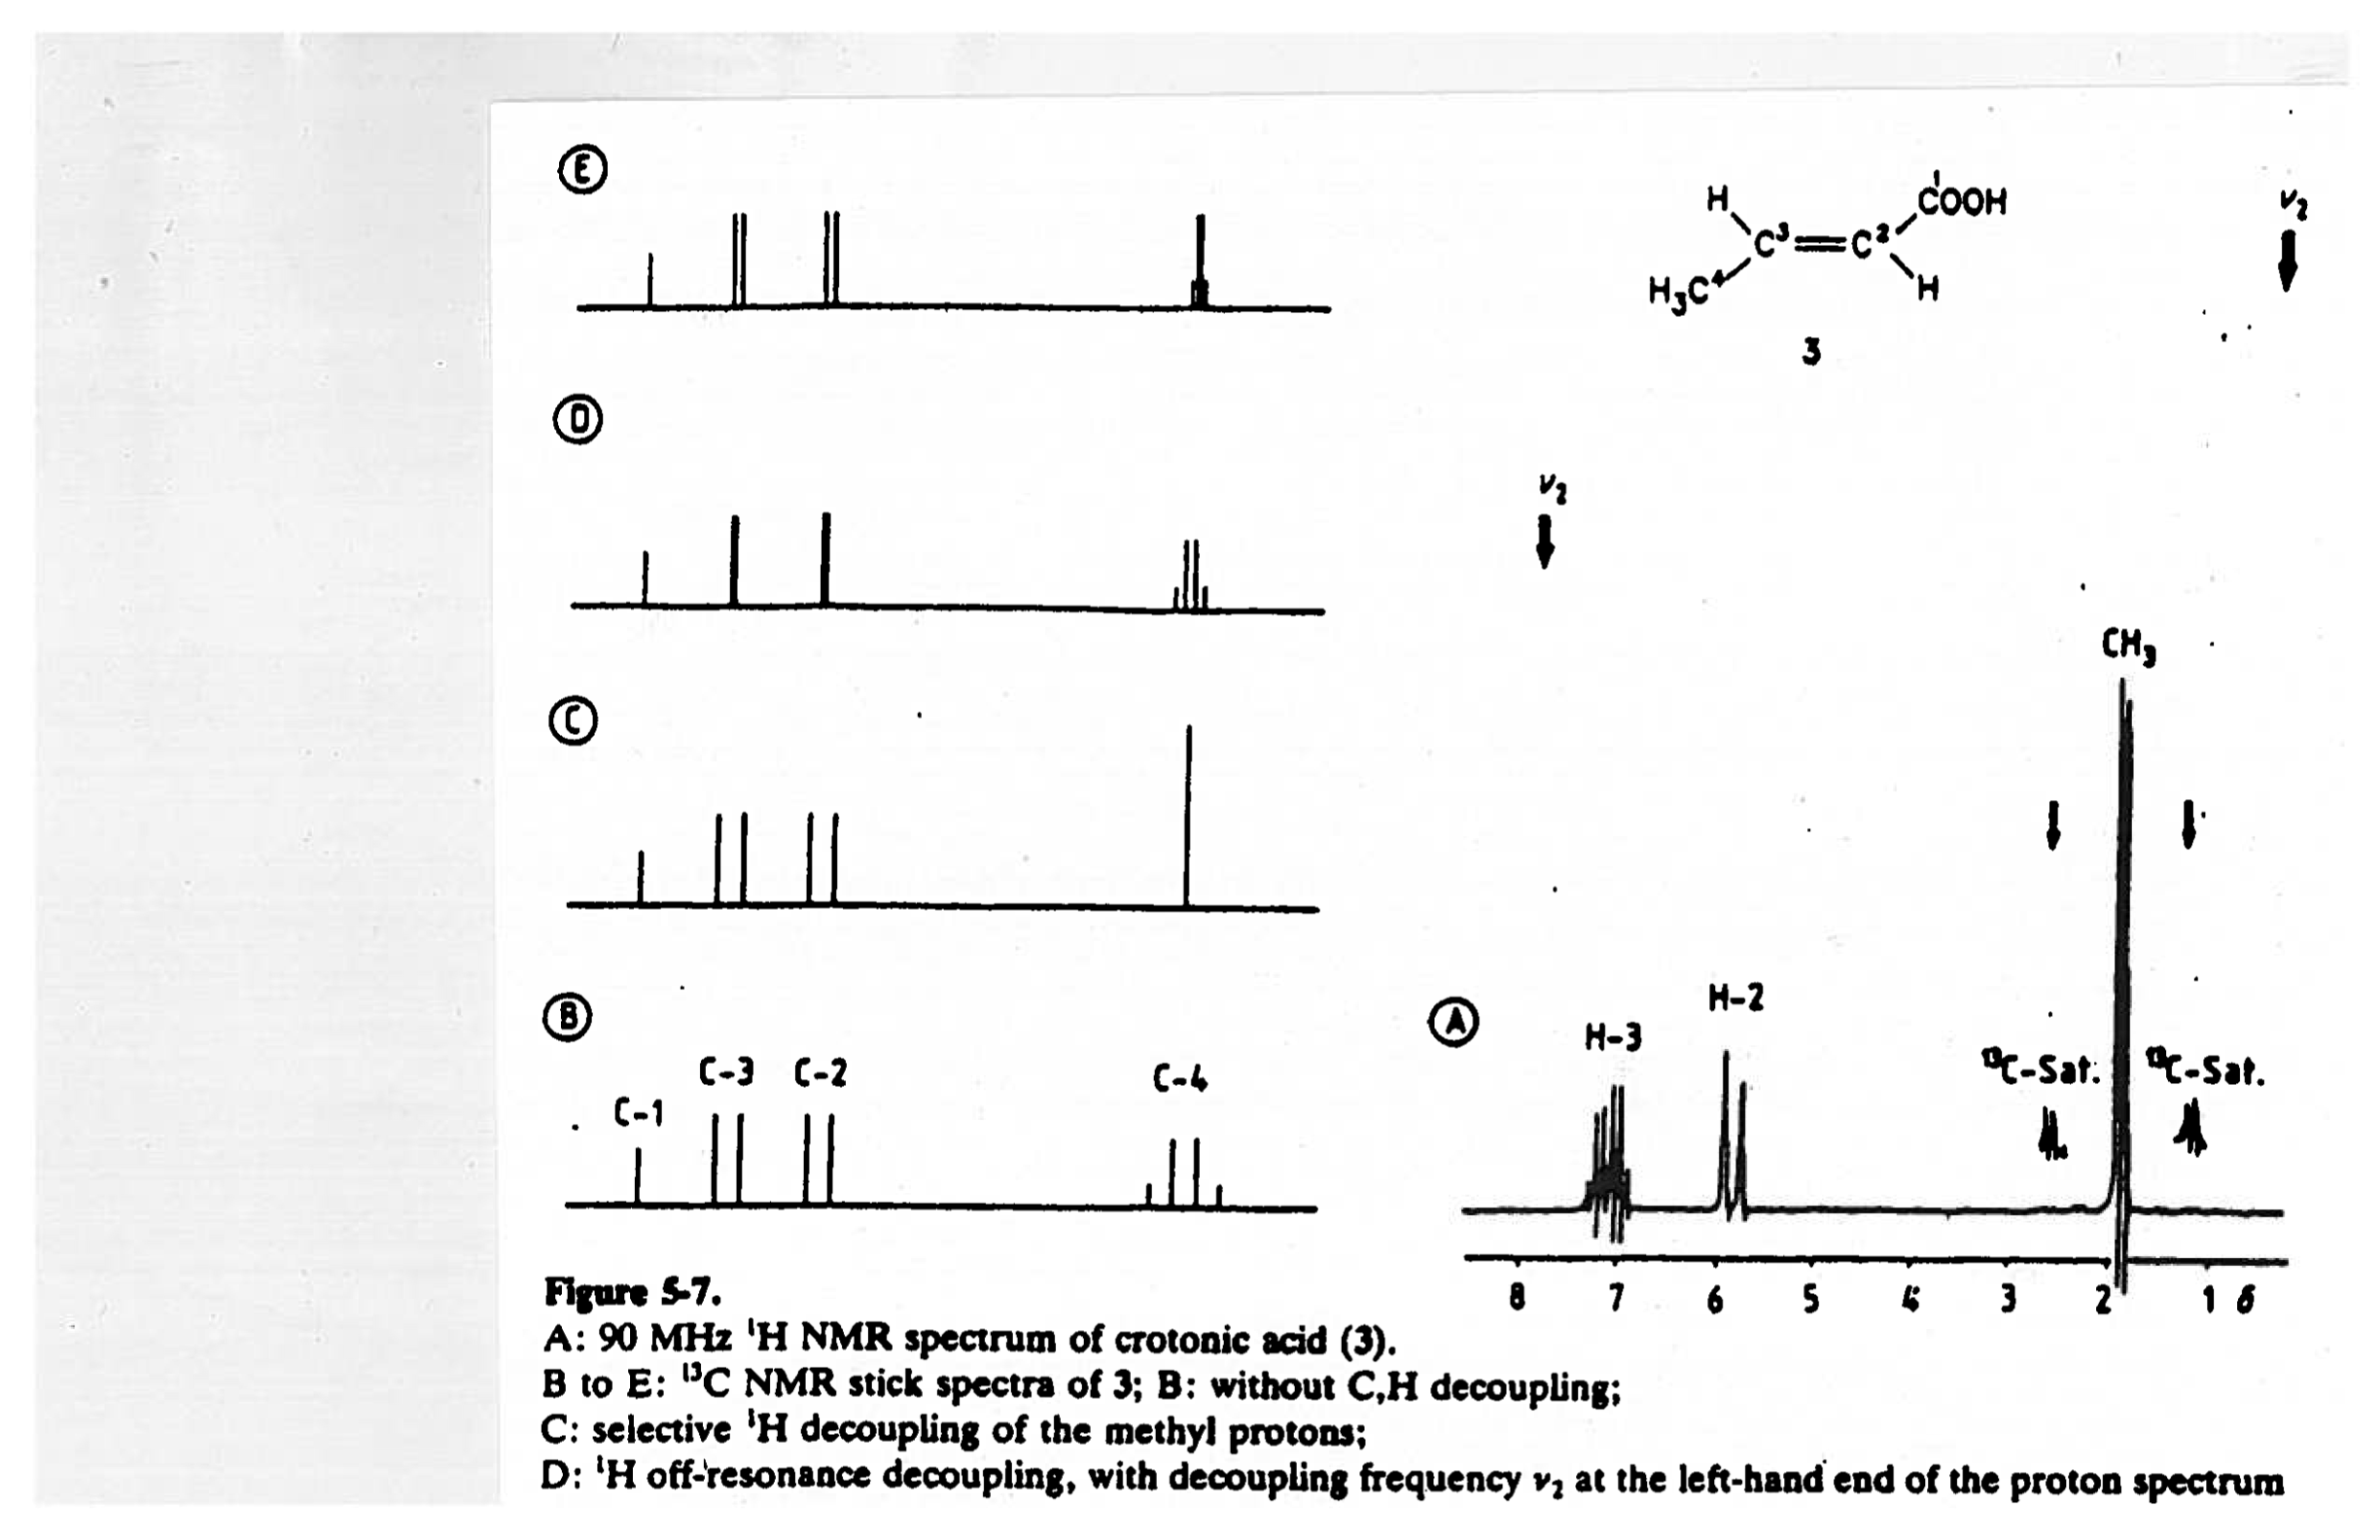 E
H
C³=C²
¹COOH
H₃C⁴
H
3
ν₂
D
ν₂
CH₃
C
B
C-1
C-3
C-2
C-4
A
H-3
H-2
¹³C-Sat.
¹³C-Sat.
8 7 6 5 4 3 2 1 δ
Figure 5-7.
A: 90 MHz ¹H NMR spectrum of crotonic acid (3).
B to E: ¹³C NMR stick spectra of 3; B: without C,H decoupling;
C: selective ¹H decoupling of the methyl protons;
D: ¹H off-resonance decoupling, with decoupling frequency ν₂ at the left-hand end of the proton spectrum